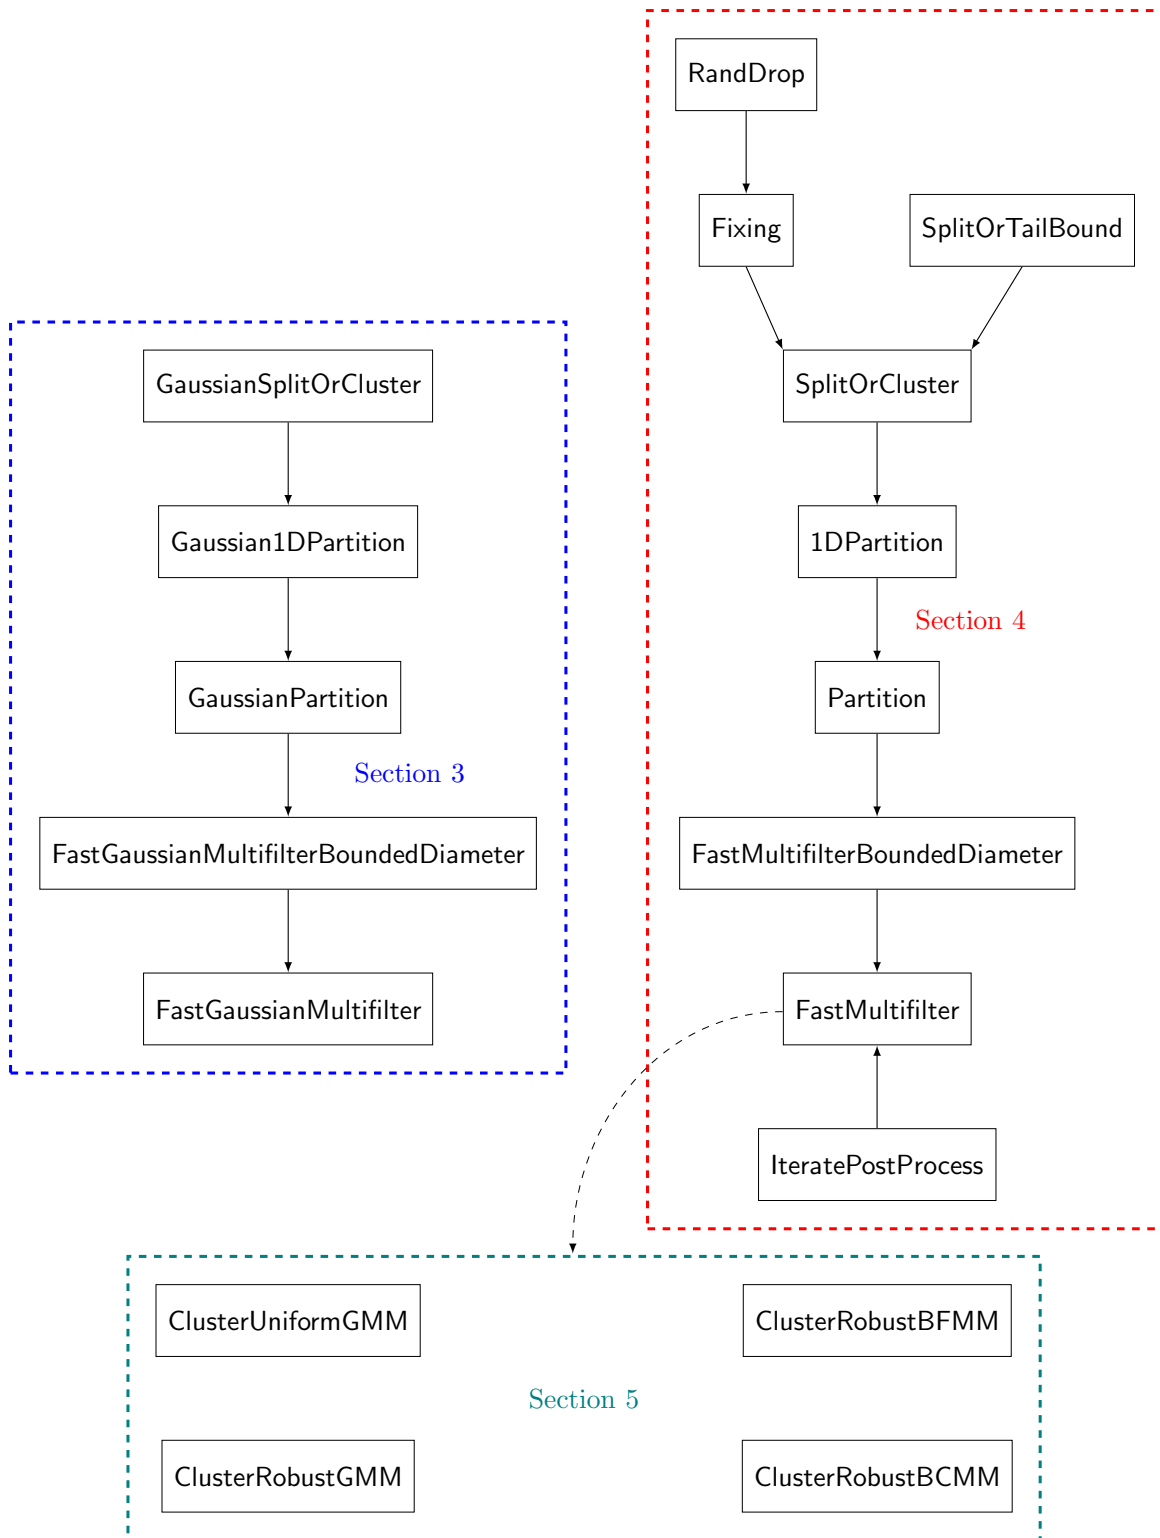 RandDrop
Fixing
SplitOrTailBound
GaussianSplitOrCluster
SplitOrCluster
Gaussian1DPartition
1DPartition
Section 4
GaussianPartition
Partition
Section 3
FastGaussianMultifilterBoundedDiameter
FastMultifilterBoundedDiameter
FastGaussianMultifilter
FastMultifilter
IteratePostProcess
ClusterUniformGMM
ClusterRobustBFMM
Section 5
ClusterRobustGMM
ClusterRobustBCMM